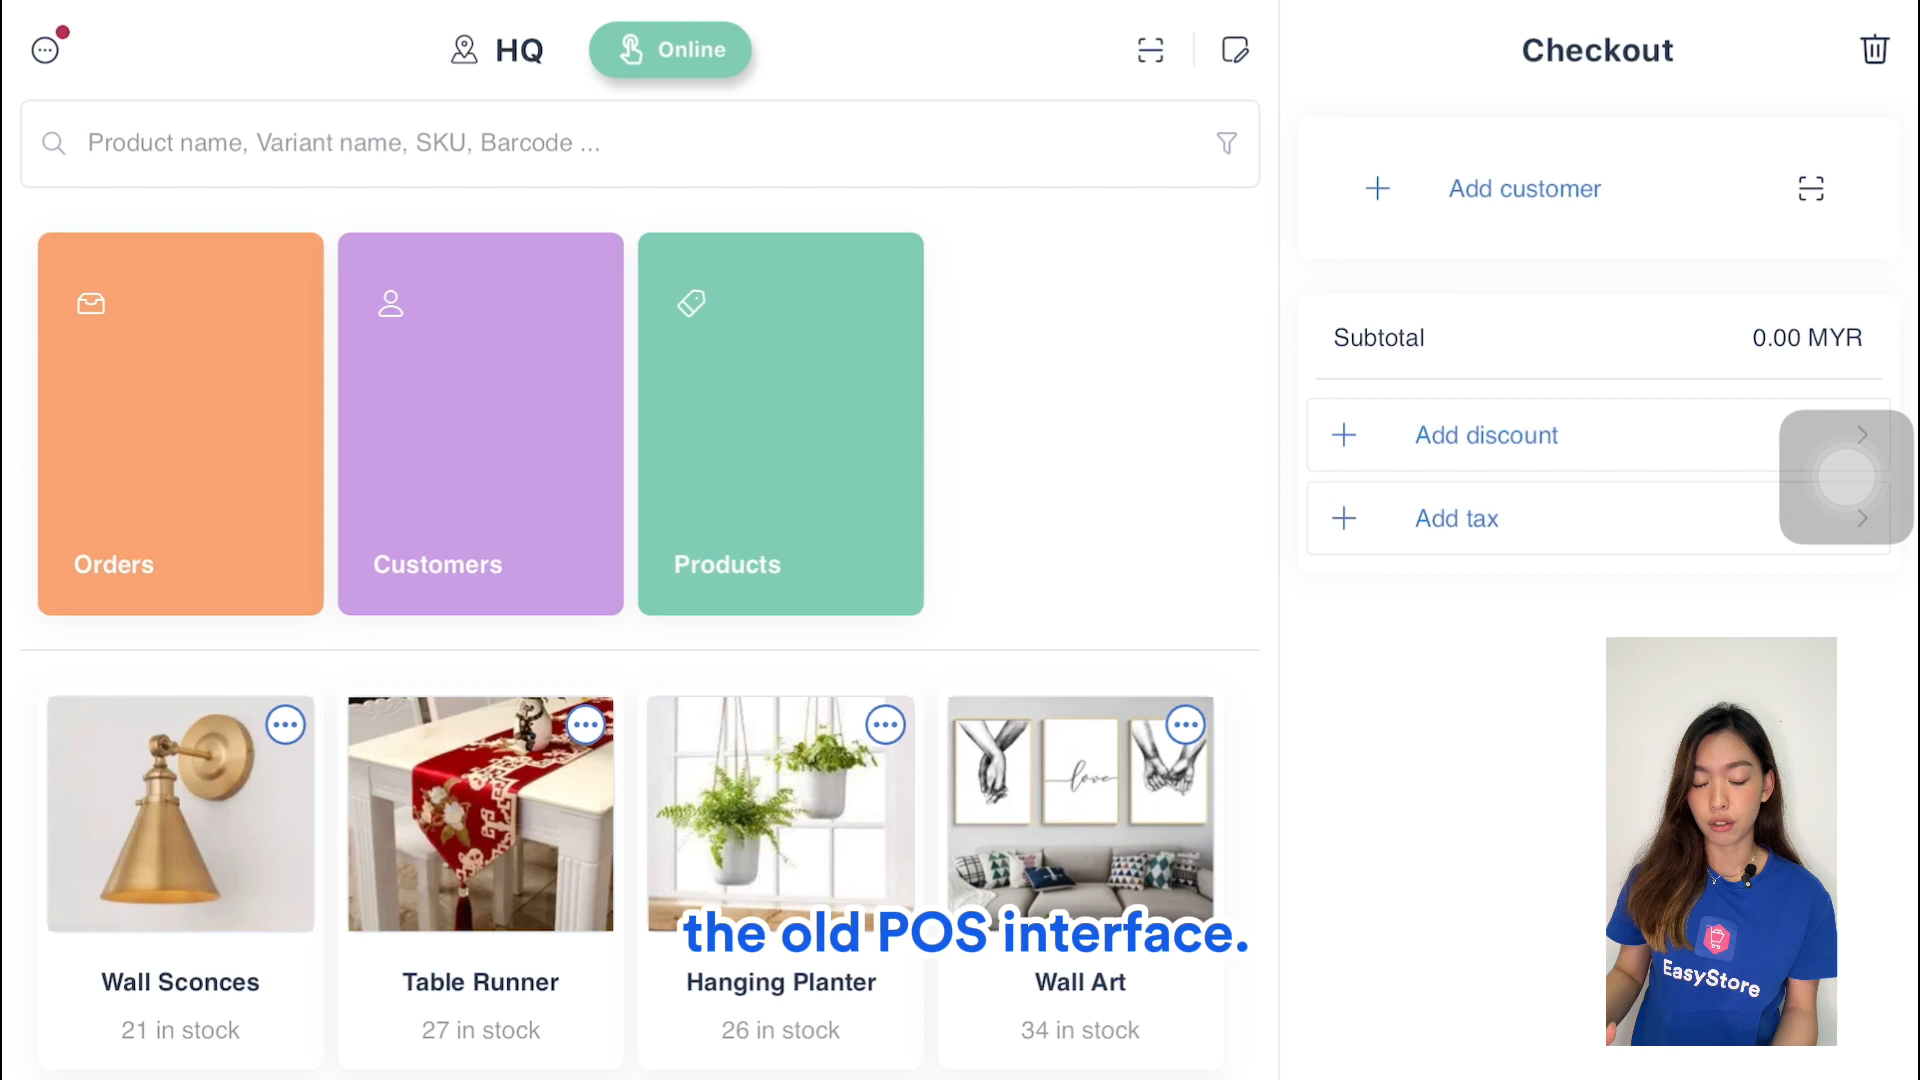 HQ
Online
Checkout
Product name, Variant name, SKU, Barcode ...
Add customer
Subtotal
0.00 MYR
Add discount
Add tax
Orders
Customers
Products
love
the old POS interface.
Wall Sconces
Table Runner
Hanging Planter
Wall Art
21 in stock
27 in stock
26 in stock
34 in stock
EasyStore